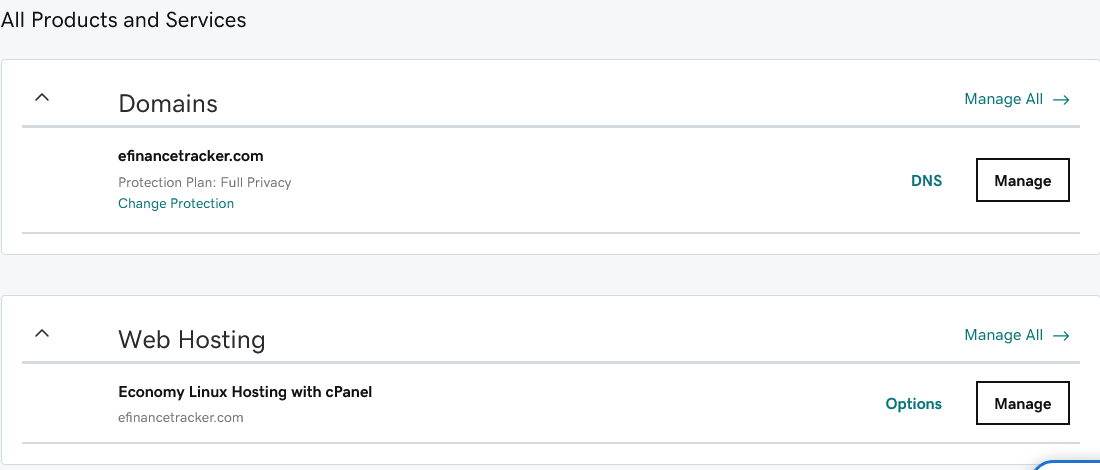 All Products and Services
Domains
Manage All →
efinancetracker.com
Protection Plan: Full Privacy
Change Protection
DNS
Manage
Web Hosting
Manage All →
Economy Linux Hosting with cPanel
efinancetracker.com
Options
Manage